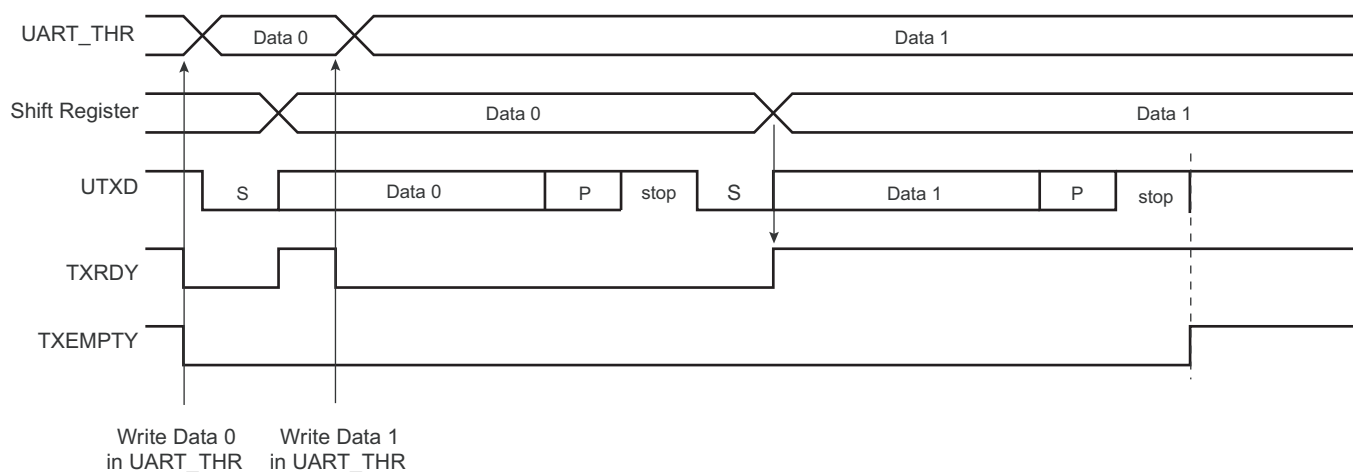 UART_THR Data 0 Data 1
Shift Register Data 0 Data 1
UTXD S Data 0 P stop S Data 1 P stop
TXRDY
TXEMPTY
Write Data 0 Write Data 1
in UART_THR in UART_THR